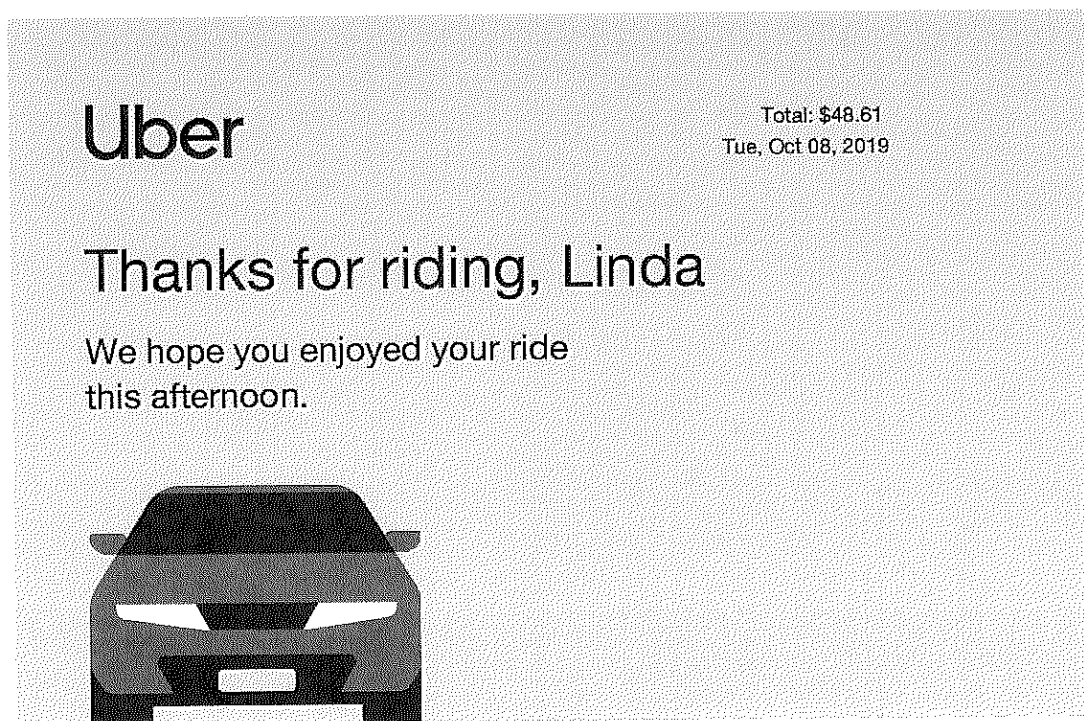 Uber
Total: $48.61
Tue, Oct 08, 2019
Thanks for riding, Linda
We hope you enjoyed your ride
this afternoon.